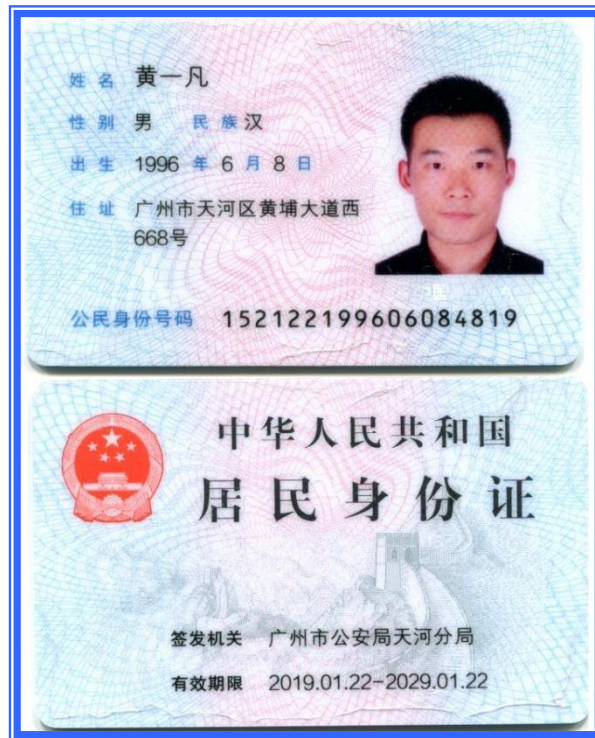 姓名 黄一凡
性别 男 民族 汉
出生 1996 年 6 月 8 日
住址 广州市天河区黄埔大道西
668号
公民身份号码 152122199606084819
中华人民共和国
居民身份证
签发机关 广州市公安局天河分局
有效期限 2019.01.22-2029.01.22